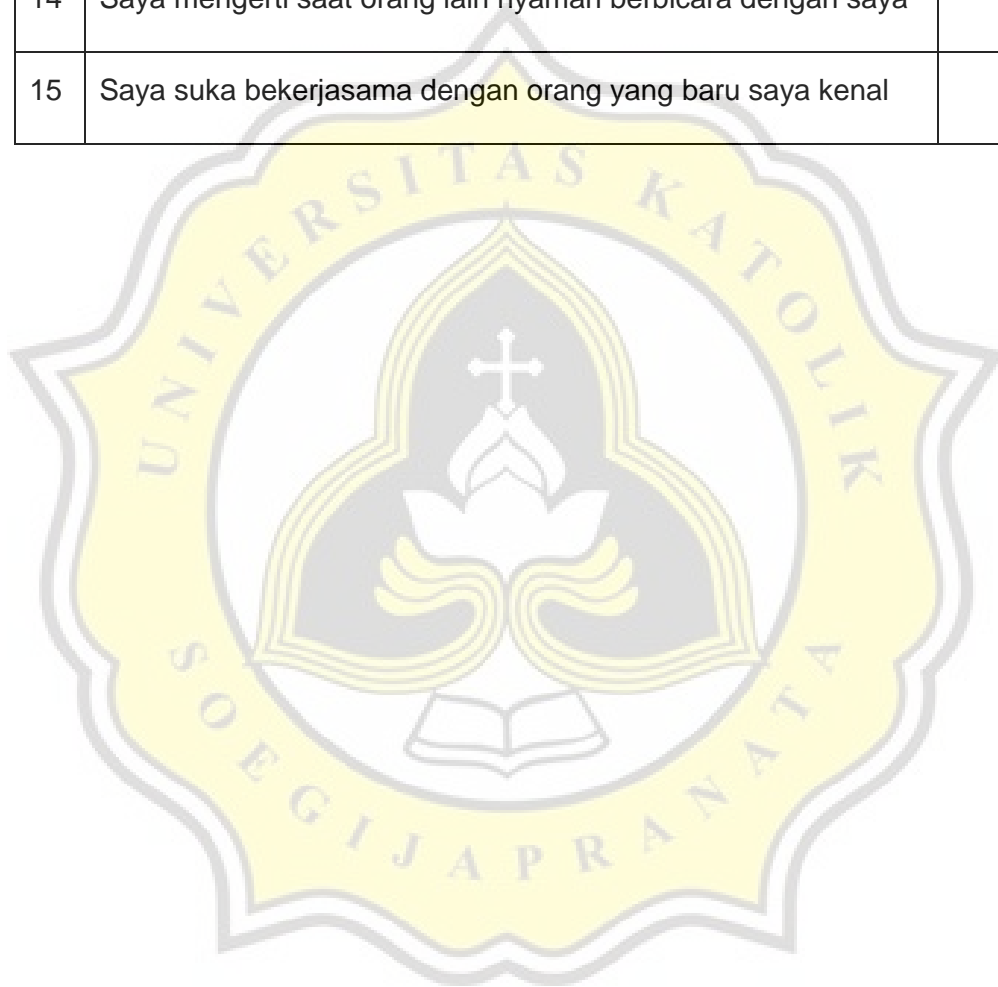 14 Saya mengerti saat orang lain nyaman berbicara dengan saya
15 Saya suka bekerjasama dengan orang yang baru saya kenal
UNIVERSITAS KATOLIK
SOEGIJAPRANATA